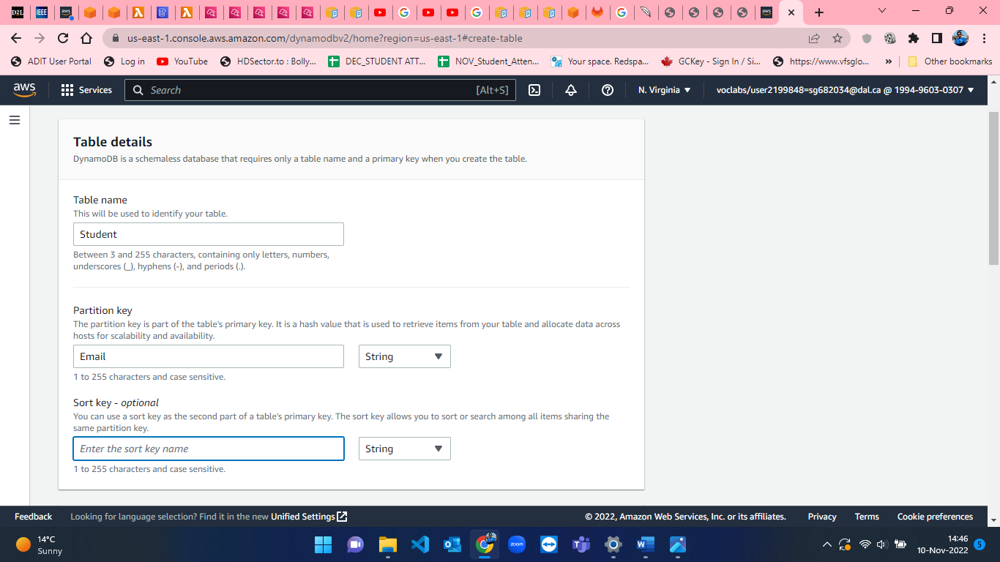 D2L IEEE aws aws
us-east-1.console.aws.amazon.com/dynamodbv2/home?region=us-east-1#create-table
ADIT User Portal Log in YouTube HDSector.to : Bolly... DEC_STUDENT ATT... NOV_Student_Atten... Your space. Redspa... GCKey - Sign In / Si... https://www.vfsglo... » Other bookmarks
aws Services Search [Alt+S] N. Virginia voclabs/user2199848=sg682034@dal.ca @ 1994-9603-0307
Table details
DynamoDB is a schemaless database that requires only a table name and a primary key when you create the table.
Table name
This will be used to identify your table.
Student
Between 3 and 255 characters, containing only letters, numbers,
underscores (_), hyphens (-), and periods (.).
Partition key
The partition key is part of the table's primary key. It is a hash value that is used to retrieve items from your table and allocate data across
hosts for scalability and availability.
Email String
1 to 255 characters and case sensitive.
Sort key - optional
You can use a sort key as the second part of a table's primary key. The sort key allows you to sort or search among all items sharing the
same partition key.
Enter the sort key name String
1 to 255 characters and case sensitive.
Feedback Looking for language selection? Find it in the new Unified Settings © 2022, Amazon Web Services, Inc. or its affiliates. Privacy Terms Cookie preferences
14°C
Sunny
zoom
14:46
10-Nov-2022 5